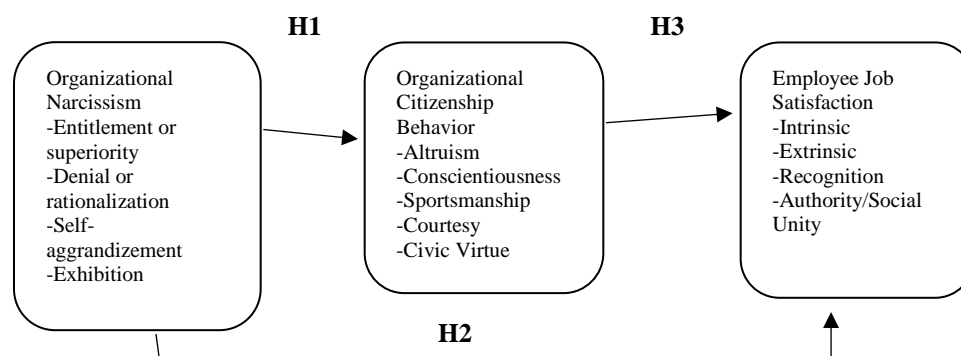 H1
H3
Organizational
Narcissism
-Entitlement or
superiority
-Denial or
rationalization
-Self-
aggrandizement
-Exhibition
Organizational
Citizenship
Behavior
-Altruism
-Conscientiousness
-Sportsmanship
-Courtesy
-Civic Virtue
Employee Job
Satisfaction
-Intrinsic
-Extrinsic
-Recognition
-Authority/Social
Unity
H2